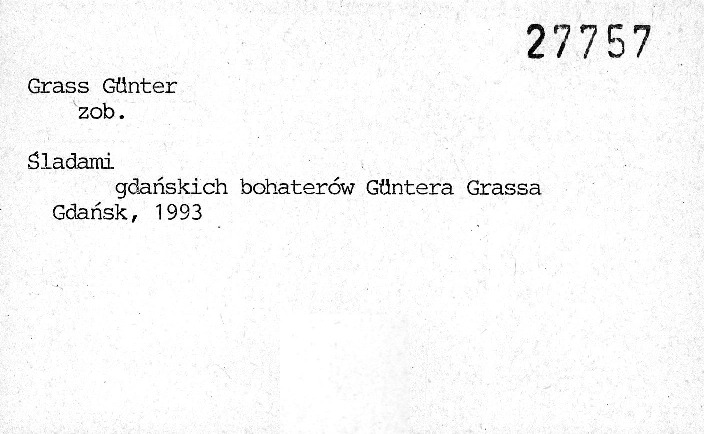 27757
Grass Günter
zob.
Śladami
gdańskich bohaterów Güntera Grassa
Gdańsk, 1993